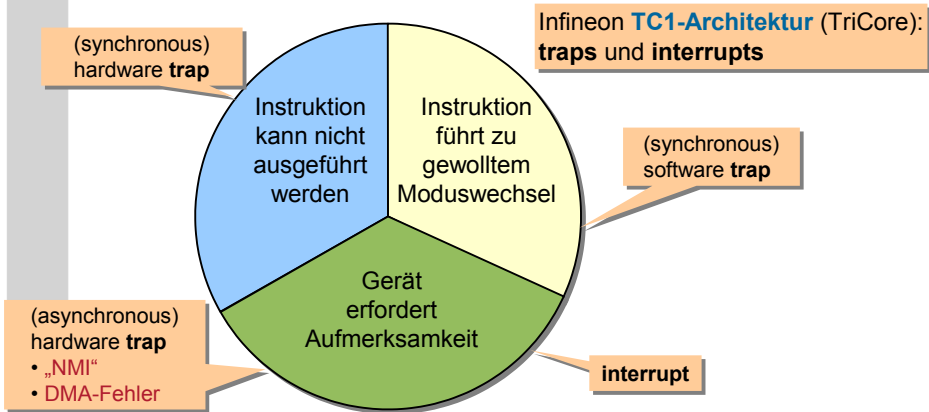 Infineon TC1-Architektur (TriCore):
traps und interrupts
(synchronous)
hardware trap
Instruktion
kann nicht
ausgeführt
werden
Instruktion
führt zu
gewolltem
Moduswechsel
(synchronous)
software trap
Gerät
erfordert
Aufmerksamkeit
(asynchronous)
hardware trap
• „NMI“
• DMA-Fehler
interrupt